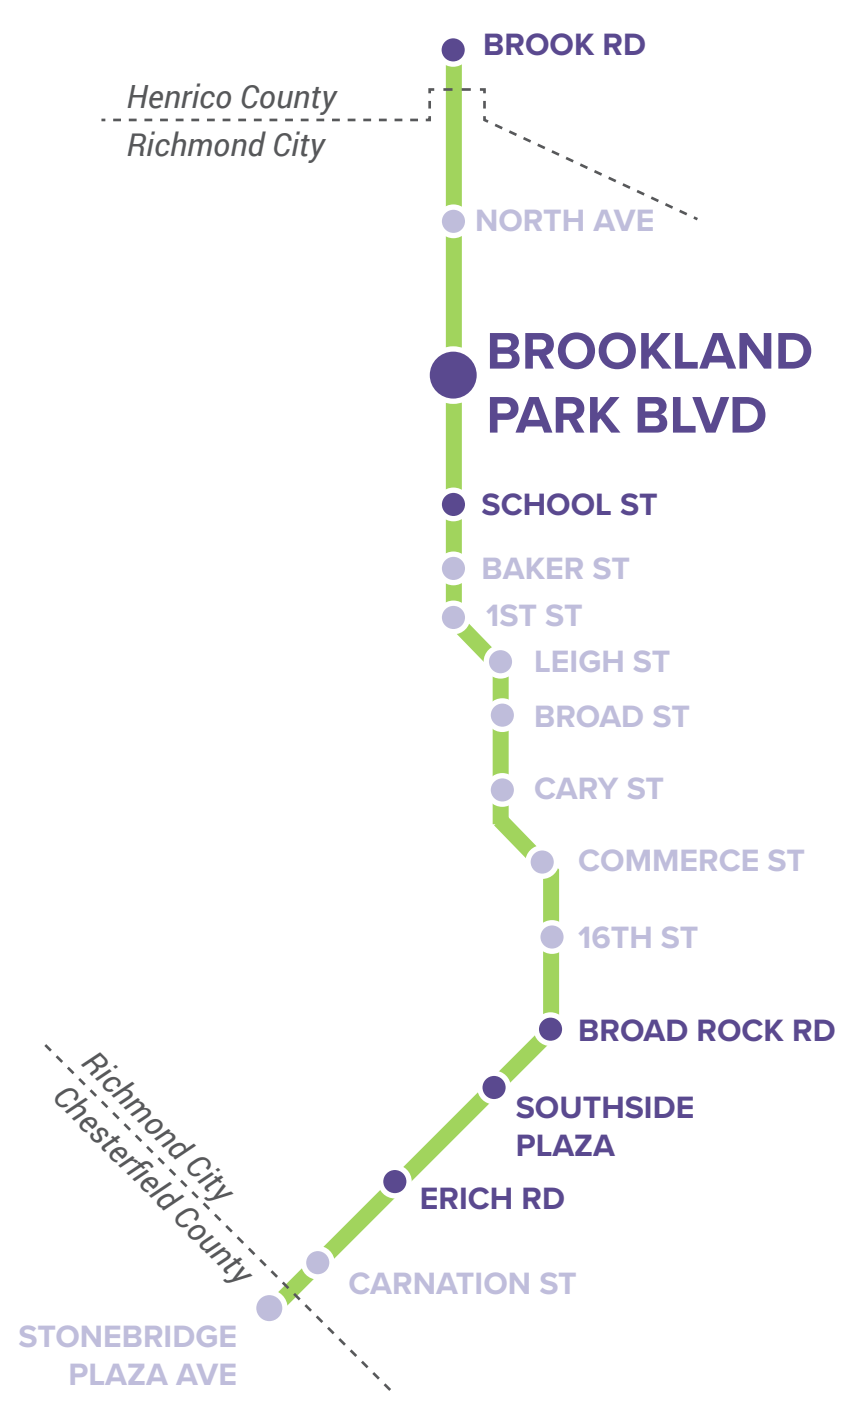 BROOK RD
Henrico County
Richmond City
NORTH AVE
BROOKLAND
PARK BLVD
SCHOOL ST
BAKER ST
1ST ST
LEIGH ST
BROAD ST
CARY ST
COMMERCE ST
16TH ST
BROAD ROCK RD
Richmond City
Chesterfield County
SOUTHSIDE
PLAZA
ERICH RD
CARNATION ST
STONEBRIDGE
PLAZA AVE